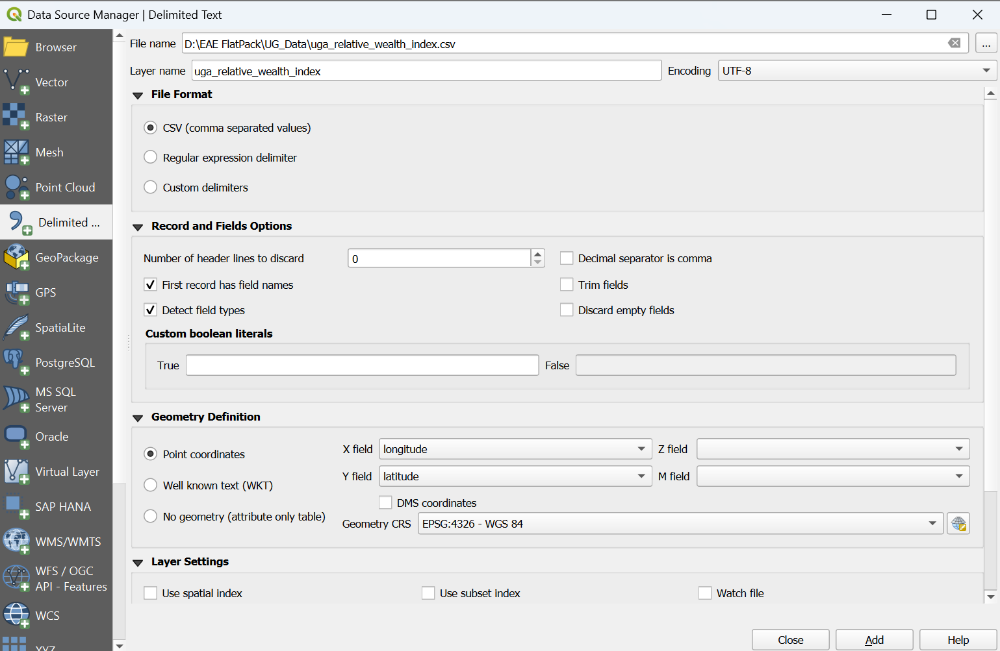 Data Source Manager | Delimited Text
Browser
Vector
Raster
Mesh
Point Cloud
Delimited ...
GeoPackage
GPS
SpatiaLite
PostgreSQL
MS SQL
Server
Oracle
Virtual Layer
SAP HANA
WMS/WMTS
WFS / OGC
API - Features
WCS
XYZ
File name D:\EAE FlatPack\UG_Data\uga_relative_wealth_index.csv ...
Layer name uga_relative_wealth_index Encoding UTF-8
File Format
CSV (comma separated values)
Regular expression delimiter
Custom delimiters
Record and Fields Options
Number of header lines to discard 0 Decimal separator is comma
First record has field names Trim fields
Detect field types Discard empty fields
Custom boolean literals
True False
Geometry Definition
Point coordinates X field longitude Z field
Y field latitude M field
Well known text (WKT)
DMS coordinates
No geometry (attribute only table) Geometry CRS EPSG:4326 - WGS 84
Layer Settings
Use spatial index Use subset index Watch file
Close Add Help